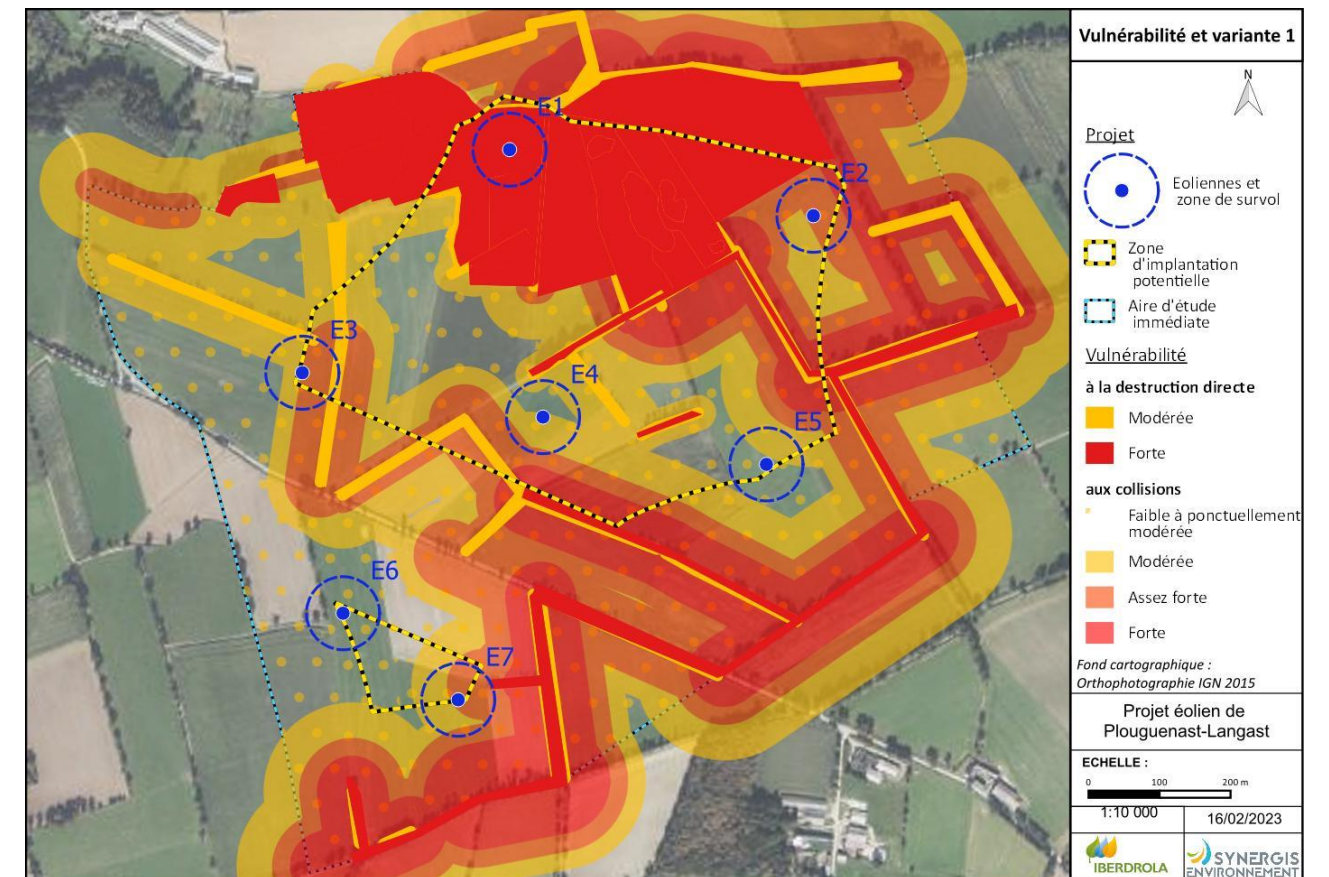 Vulnérabilité et variante 1
N
Projet
Eoliennes et
zone de survol
Zone
d'implantation
potentielle
Aire d'étude
immédiate
Vulnérabilité
à la destruction directe
Modérée
Forte
aux collisions
Faible à ponctuellement
modérée
Modérée
Assez forte
Forte
Fond cartographique :
Orthophotographie IGN 2015
Projet éolien de
Plouguenast-Langast
ECHELLE :
0 100 200 m
1:10 000
16/02/2023
IBERDROLA
SYNERGIS
ENVIRONNEMENT
E1
E2
E3
E4
E5
E6
E7